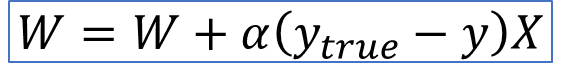 W = W + α(y_true − y)X